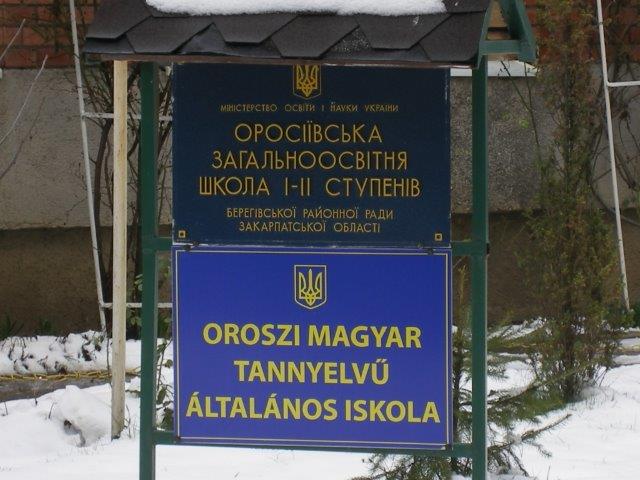 МІНІСТЕРСТВО ОСВІТИ І НАУКИ УКРАЇНИ
ОРОСІЇВСЬКА
ЗАГАЛЬНООСВІТНЯ
ШКОЛА І-ІІ СТУПЕНІВ
БЕРЕГІВСЬКОЇ РАЙОННОЇ РАДИ
ЗАКАРПАТСЬКОЇ ОБЛАСТІ
OROSZI MAGYAR
TANNYELVŰ
ÁLTALÁNOS ISKOLA